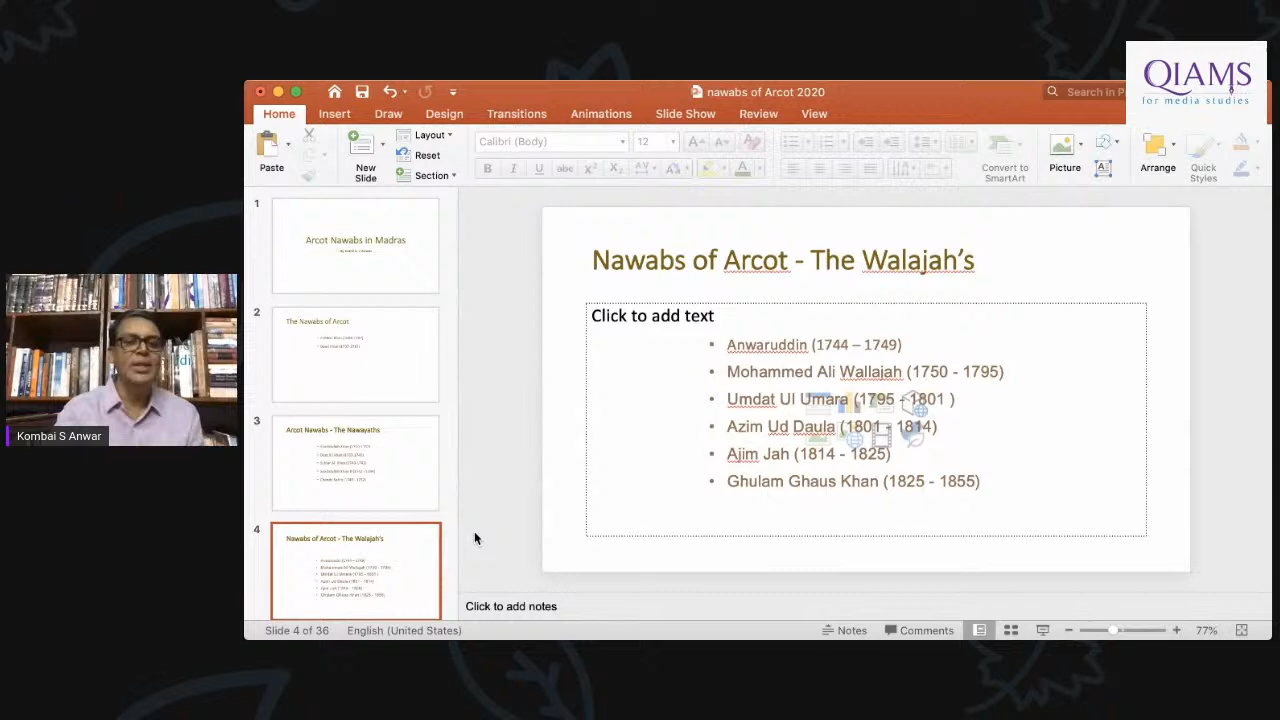 QIAMS
for media studies
nawabs of Arcot 2020
Search in P
Home Insert Draw Design Transitions Animations Slide Show Review View
Paste
New Slide
Layout
Reset
Section
Calibri (Body) 12
Convert to SmartArt
Picture
Arrange
Quick Styles
1
Arcot Nawabs in Madras
2
The Nawabs of Arcot
3
Arcot Nawabs - The Nawayaths
4
Nawabs of Arcot - The Walajah's
Nawabs of Arcot - The Walajah's
Click to add text
• Anwaruddin (1744 – 1749)
• Mohammed Ali Wallajah (1750 - 1795)
• Umdat Ul Umara (1795 - 1801 )
• Azim Ud Daula (1801 - 1814)
• Ajim Jah (1814 - 1825)
• Ghulam Ghaus Khan (1825 - 1855)
Kombai S Anwar
Click to add notes
Slide 4 of 36 English (United States) Notes Comments 77%